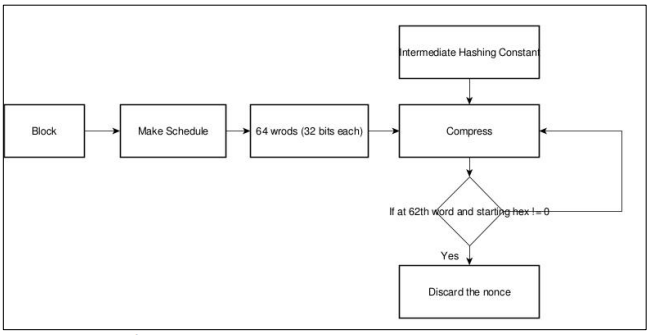 Intermediate Hashing Constant
Block
Make Schedule
64 wrods (32 bits each)
Compress
If at 62th word and starting hex != 0
Yes
Discard the nonce